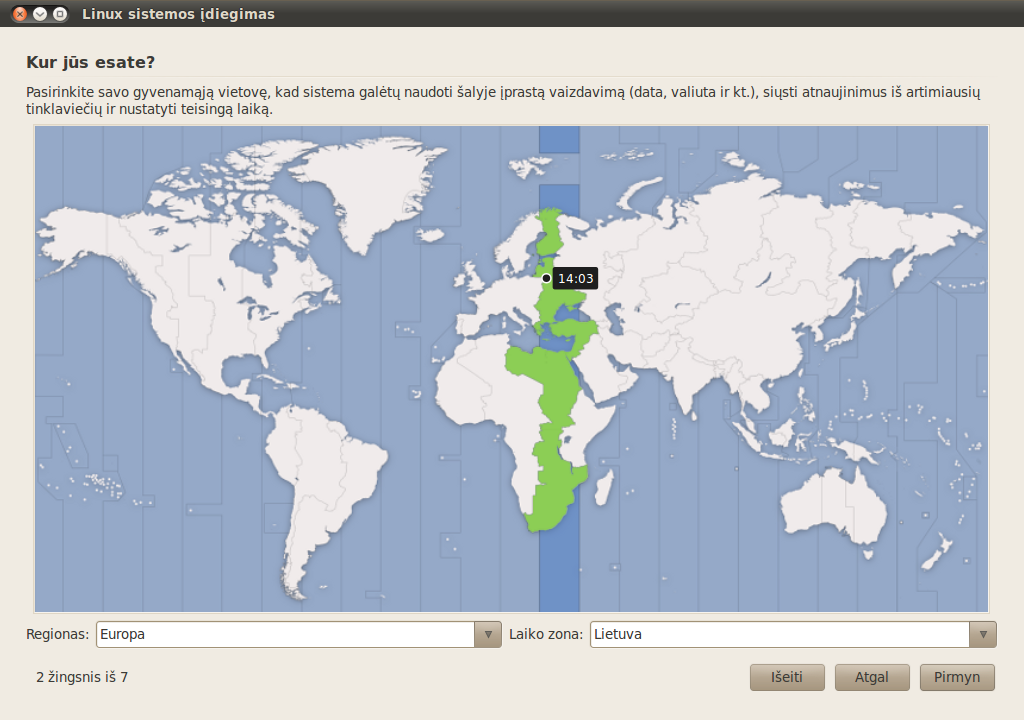 Linux sistemos įdiegimas
Kur jūs esate?
Pasirinkite savo gyvenamąją vietovę, kad sistema galėtų naudoti šalyje įprastą vaizdavimą (data, valiuta ir kt.), siųsti atnaujinimus iš artimiausių
tinklaviečių ir nustatyti teisingą laiką.
14:03
Regionas: Europa Laiko zona: Lietuva
2 žingsnis iš 7 Išeiti Atgal Pirmyn